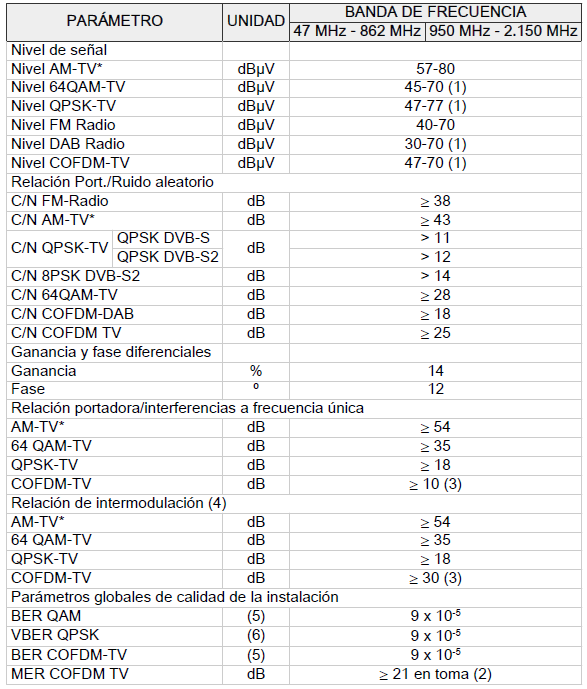 PARÁMETRO UNIDAD BANDA DE FRECUENCIA
47 MHz - 862 MHz 950 MHz - 2.150 MHz
Nivel de señal
Nivel AM-TV* dBμV 57-80
Nivel 64QAM-TV dBμV 45-70 (1)
Nivel QPSK-TV dBμV 47-77 (1)
Nivel FM Radio dBμV 40-70
Nivel DAB Radio dBμV 30-70 (1)
Nivel COFDM-TV dBμV 47-70 (1)
Relación Port./Ruido aleatorio
C/N FM-Radio dB ≥ 38
C/N AM-TV* dB ≥ 43
C/N QPSK-TV QPSK DVB-S dB > 11
QPSK DVB-S2 > 12
C/N 8PSK DVB-S2 dB > 14
C/N 64QAM-TV dB ≥ 28
C/N COFDM-DAB dB ≥ 18
C/N COFDM TV dB ≥ 25
Ganancia y fase diferenciales
Ganancia % 14
Fase º 12
Relación portadora/interferencias a frecuencia única
AM-TV* dB ≥ 54
64 QAM-TV dB ≥ 35
QPSK-TV dB ≥ 18
COFDM-TV dB ≥ 10 (3)
Relación de intermodulación (4)
AM-TV* dB ≥ 54
64 QAM-TV dB ≥ 35
QPSK-TV dB ≥ 18
COFDM-TV dB ≥ 30 (3)
Parámetros globales de calidad de la instalación
BER QAM (5) 9 x 10⁻⁵
VBER QPSK (6) 9 x 10⁻⁵
BER COFDM-TV (5) 9 x 10⁻⁵
MER COFDM TV dB ≥ 21 en toma (2)